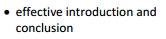 • effective introduction and
conclusion